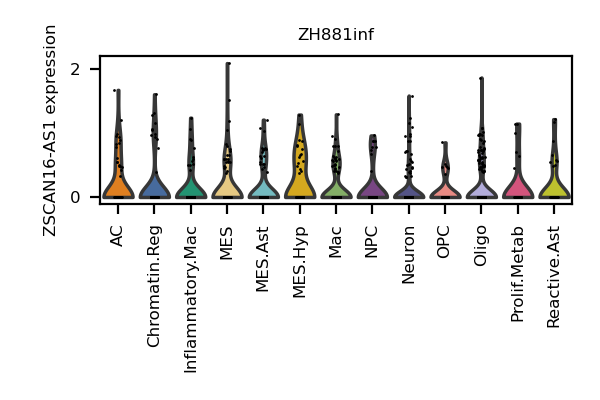 ZH881inf
ZSCAN16-AS1 expression
2
0
AC
Chromatin.Reg
Inflammatory.Mac
MES
MES.Ast
MES.Hyp
Mac
NPC
Neuron
OPC
Oligo
Prolif.Metab
Reactive.Ast